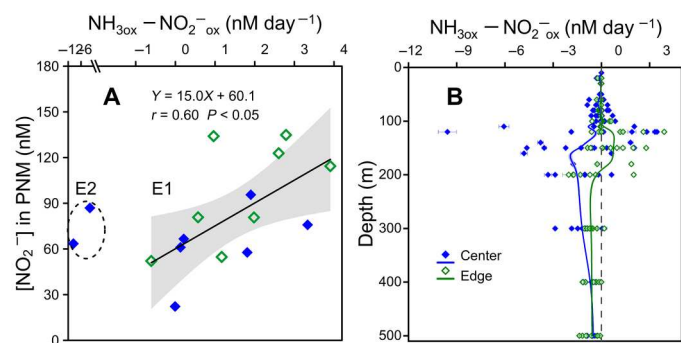 NH₃ₒₓ – NO₂⁻ₒₓ (nM day⁻¹)
-126 -1 0 1 2 3 4
180
150
120
90
60
30
0
[NO₂⁻] in PNM (nM)
A
Y = 15.0X + 60.1
r = 0.60 P < 0.05
E2
E1
NH₃ₒₓ – NO₂⁻ₒₓ (nM day⁻¹)
-12 -9 -6 -3 0 3
0
100
200
300
400
500
Depth (m)
B
Center
Edge